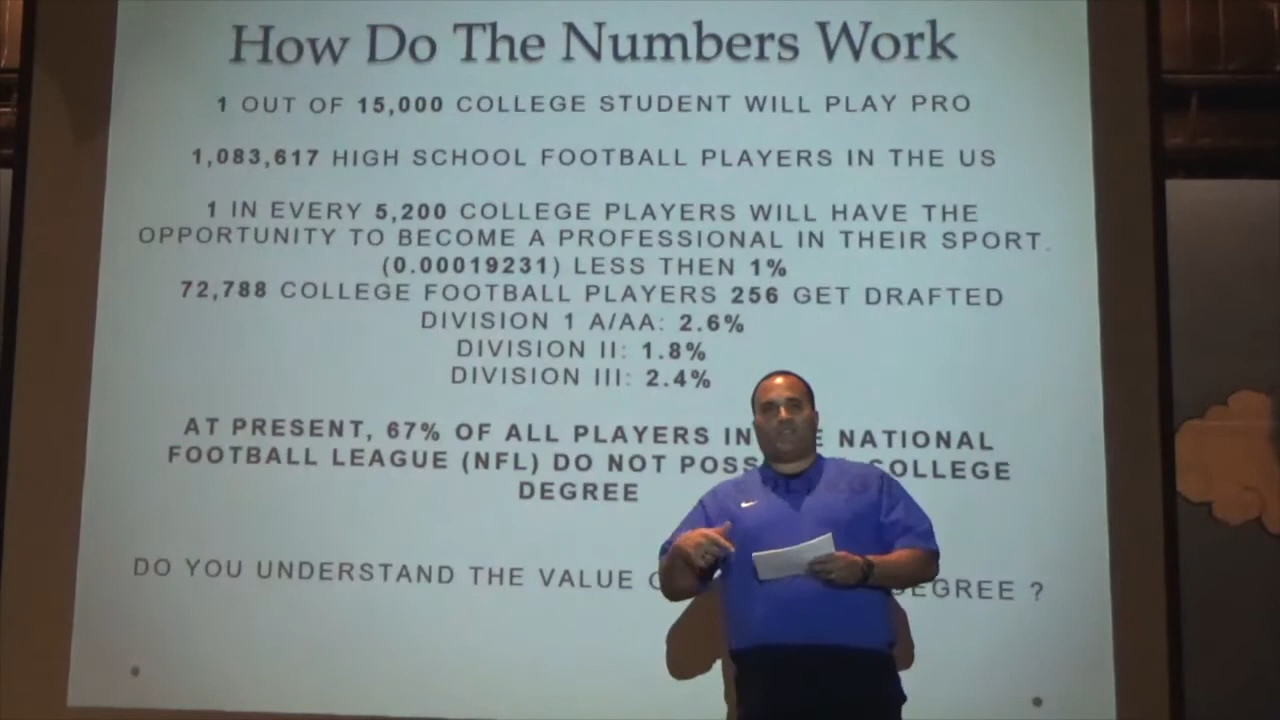 How Do The Numbers Work
1 OUT OF 15,000 COLLEGE STUDENT WILL PLAY PRO
1,083,617 HIGH SCHOOL FOOTBALL PLAYERS IN THE US
1 IN EVERY 5,200 COLLEGE PLAYERS WILL HAVE THE
OPPORTUNITY TO BECOME A PROFESSIONAL IN THEIR SPORT.
(0.00019231) LESS THEN 1%
72,788 COLLEGE FOOTBALL PLAYERS 256 GET DRAFTED
DIVISION 1 A/AA: 2.6%
DIVISION II: 1.8%
DIVISION III: 2.4%
AT PRESENT, 67% OF ALL PLAYERS IN NATIONAL
FOOTBALL LEAGUE (NFL) DO NOT COLLEGE
DEGREE
DO YOU UNDERSTAND THE VALUE DEGREE ?